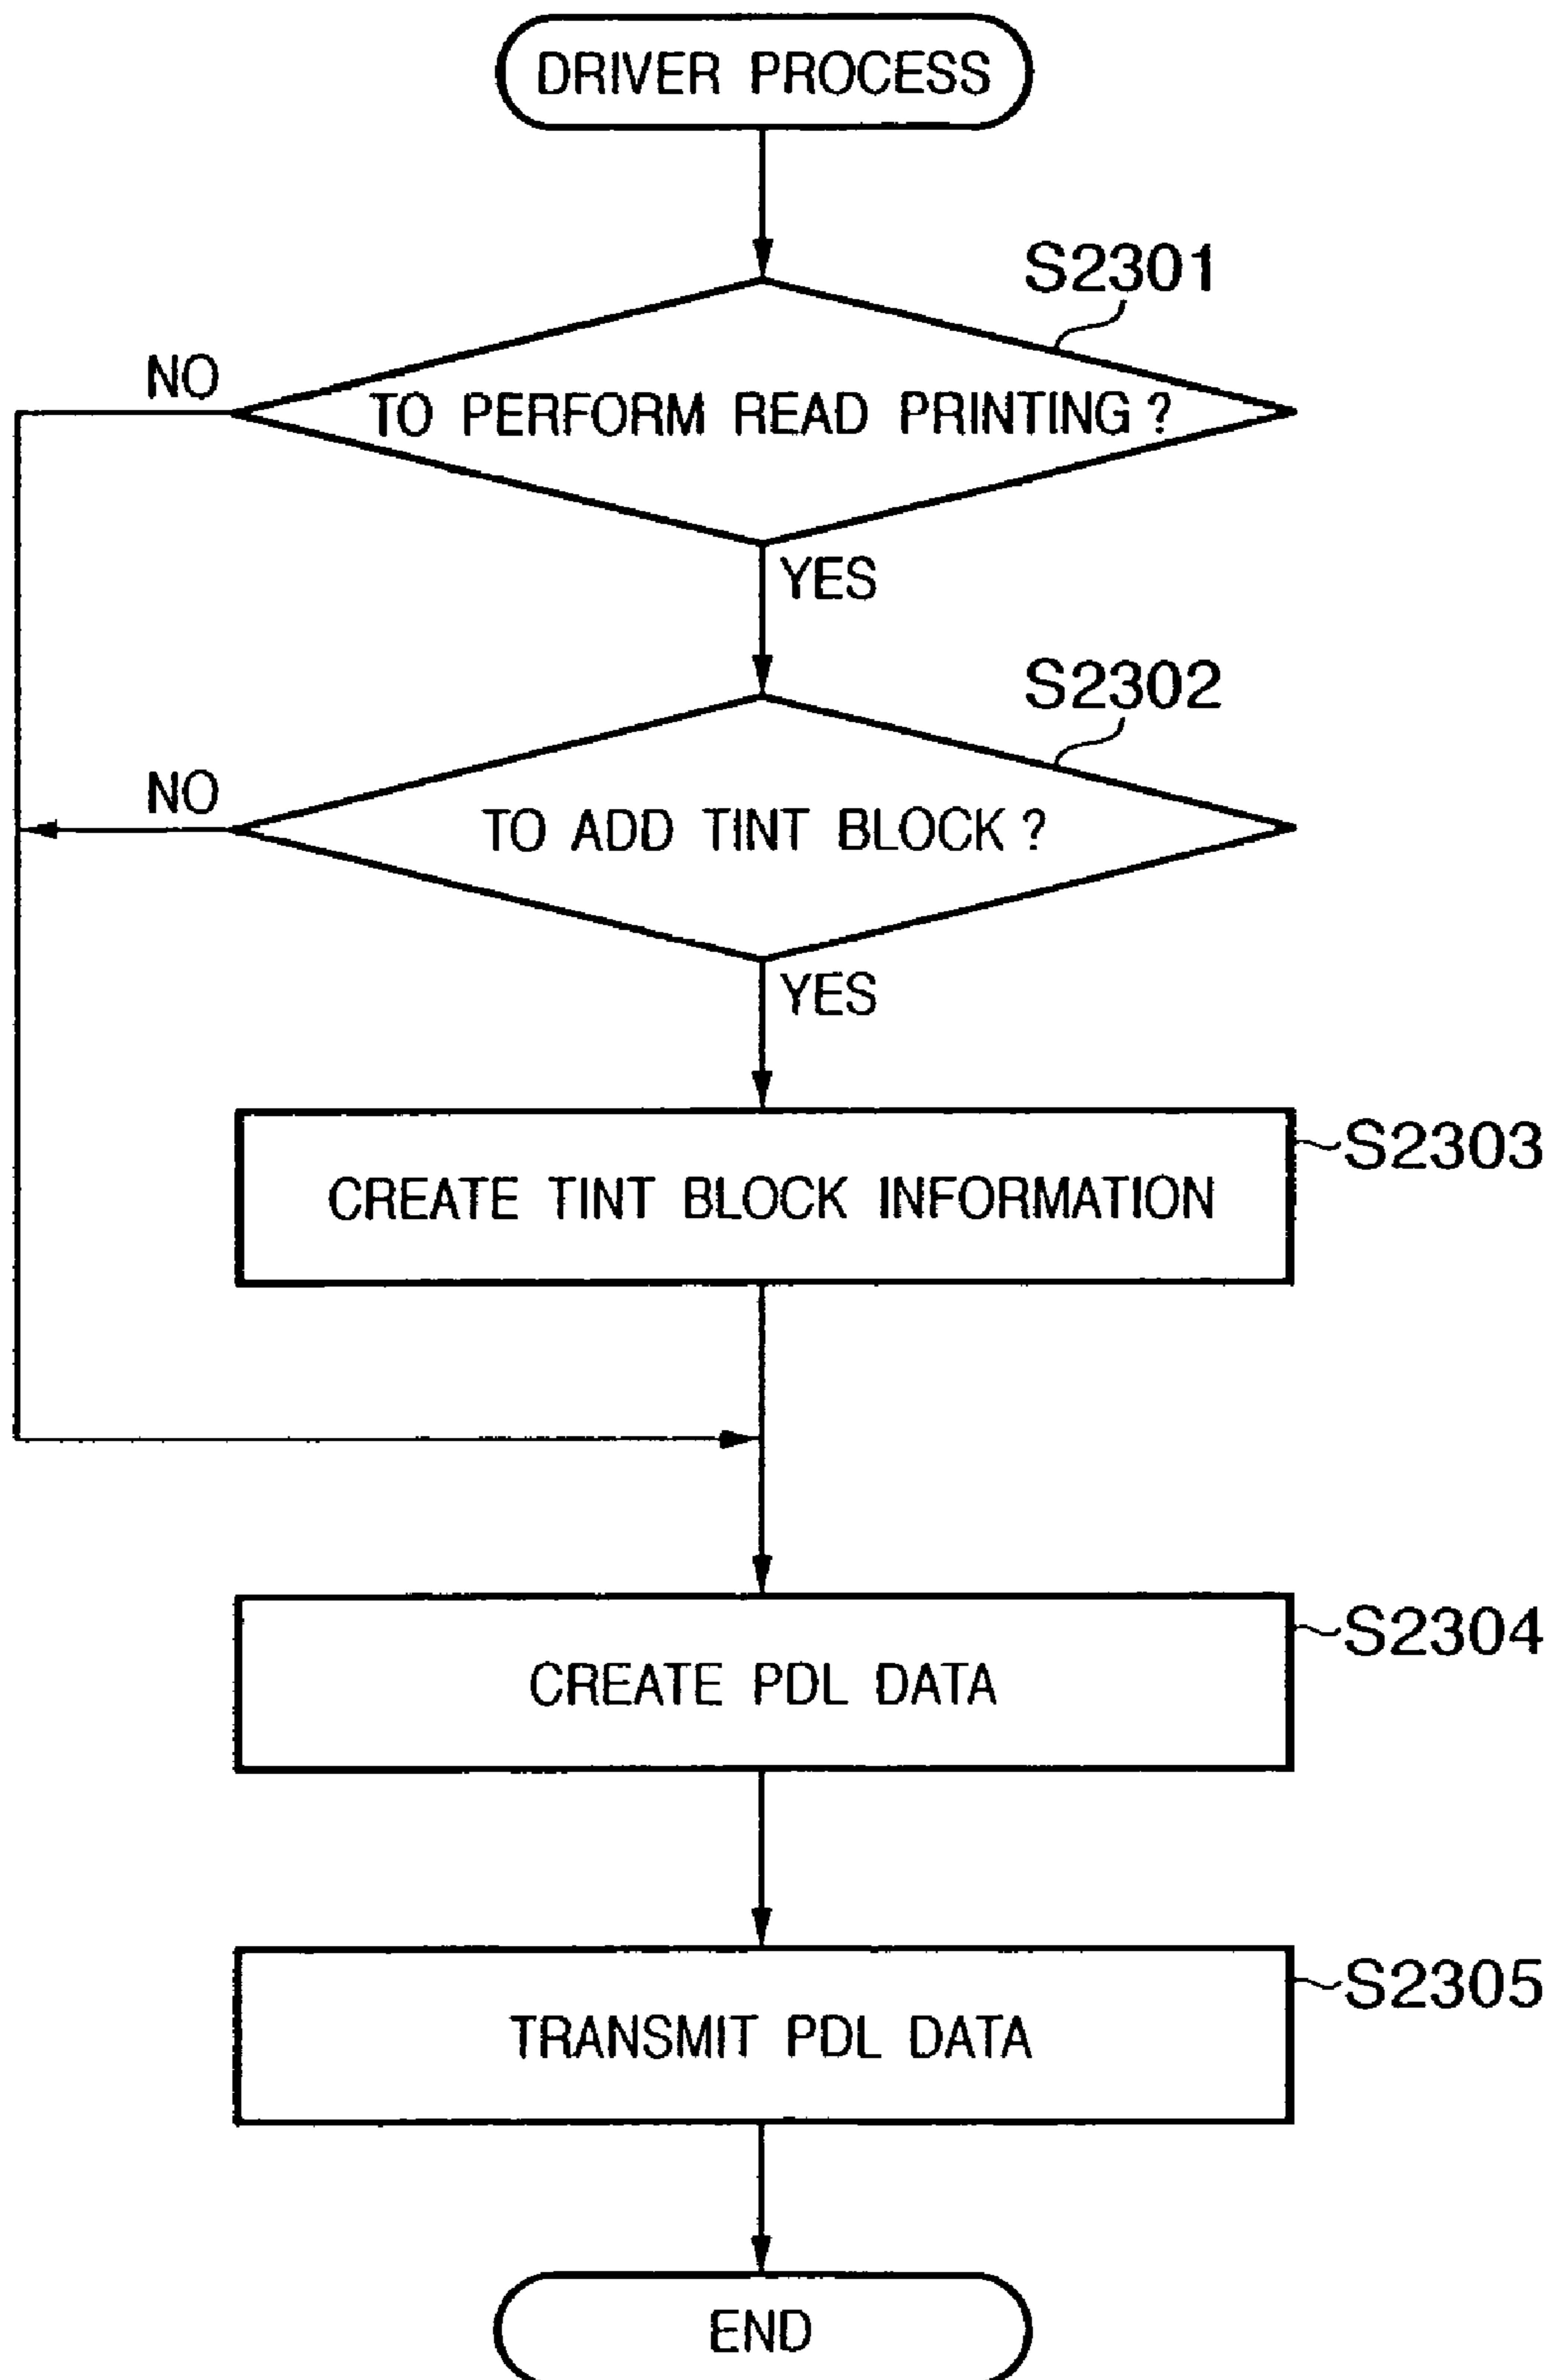 DRIVER PROCESS
S2301
NO
TO PERFORM READ PRINTING ?
YES
S2302
NO
TO ADD TINT BLOCK ?
YES
S2303
CREATE TINT BLOCK INFORMATION
S2304
CREATE PDL DATA
S2305
TRANSMIT PDL DATA
END